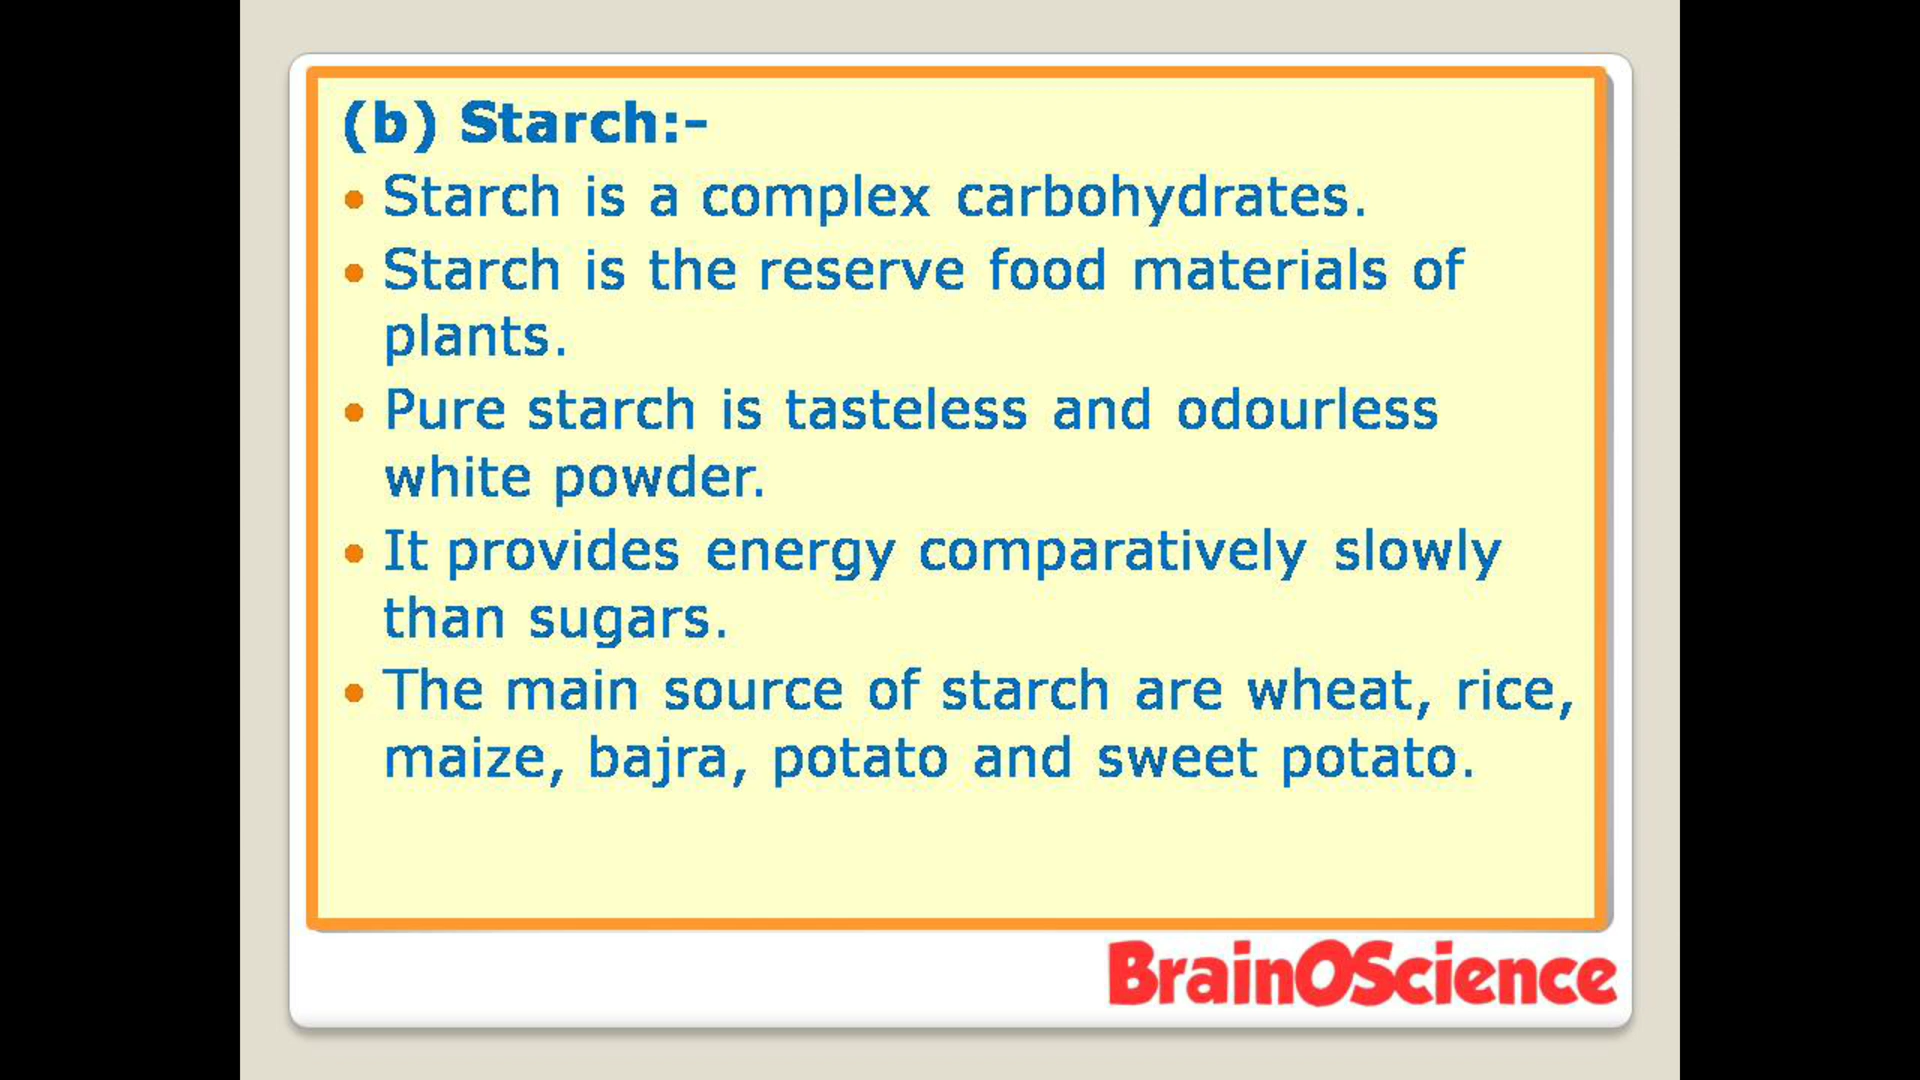 (b) Starch:-
• Starch is a complex carbohydrates.
• Starch is the reserve food materials of
plants.
• Pure starch is tasteless and odourless
white powder.
• It provides energy comparatively slowly
than sugars.
• The main source of starch are wheat, rice,
maize, bajra, potato and sweet potato.
BrainOScience